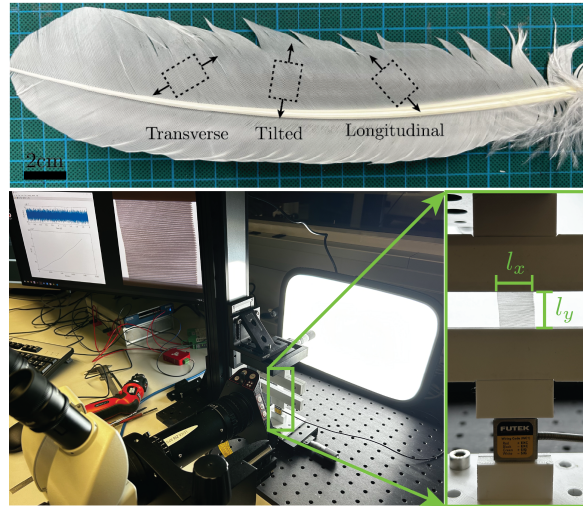 Transverse
Tilted
Longitudinal
2cm
l_x
l_y
FUTEK